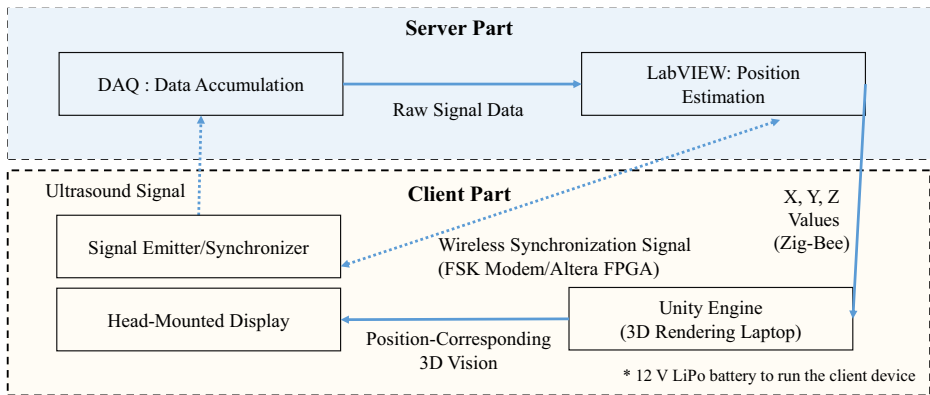 Server Part
DAQ : Data Accumulation
LabVIEW: Position
Estimation
Raw Signal Data
Ultrasound Signal
Client Part
X, Y, Z
Values
(Zig-Bee)
Signal Emitter/Synchronizer
Wireless Synchronization Signal
(FSK Modem/Altera FPGA)
Head-Mounted Display
Unity Engine
(3D Rendering Laptop)
Position-Corresponding
3D Vision
* 12 V LiPo battery to run the client device